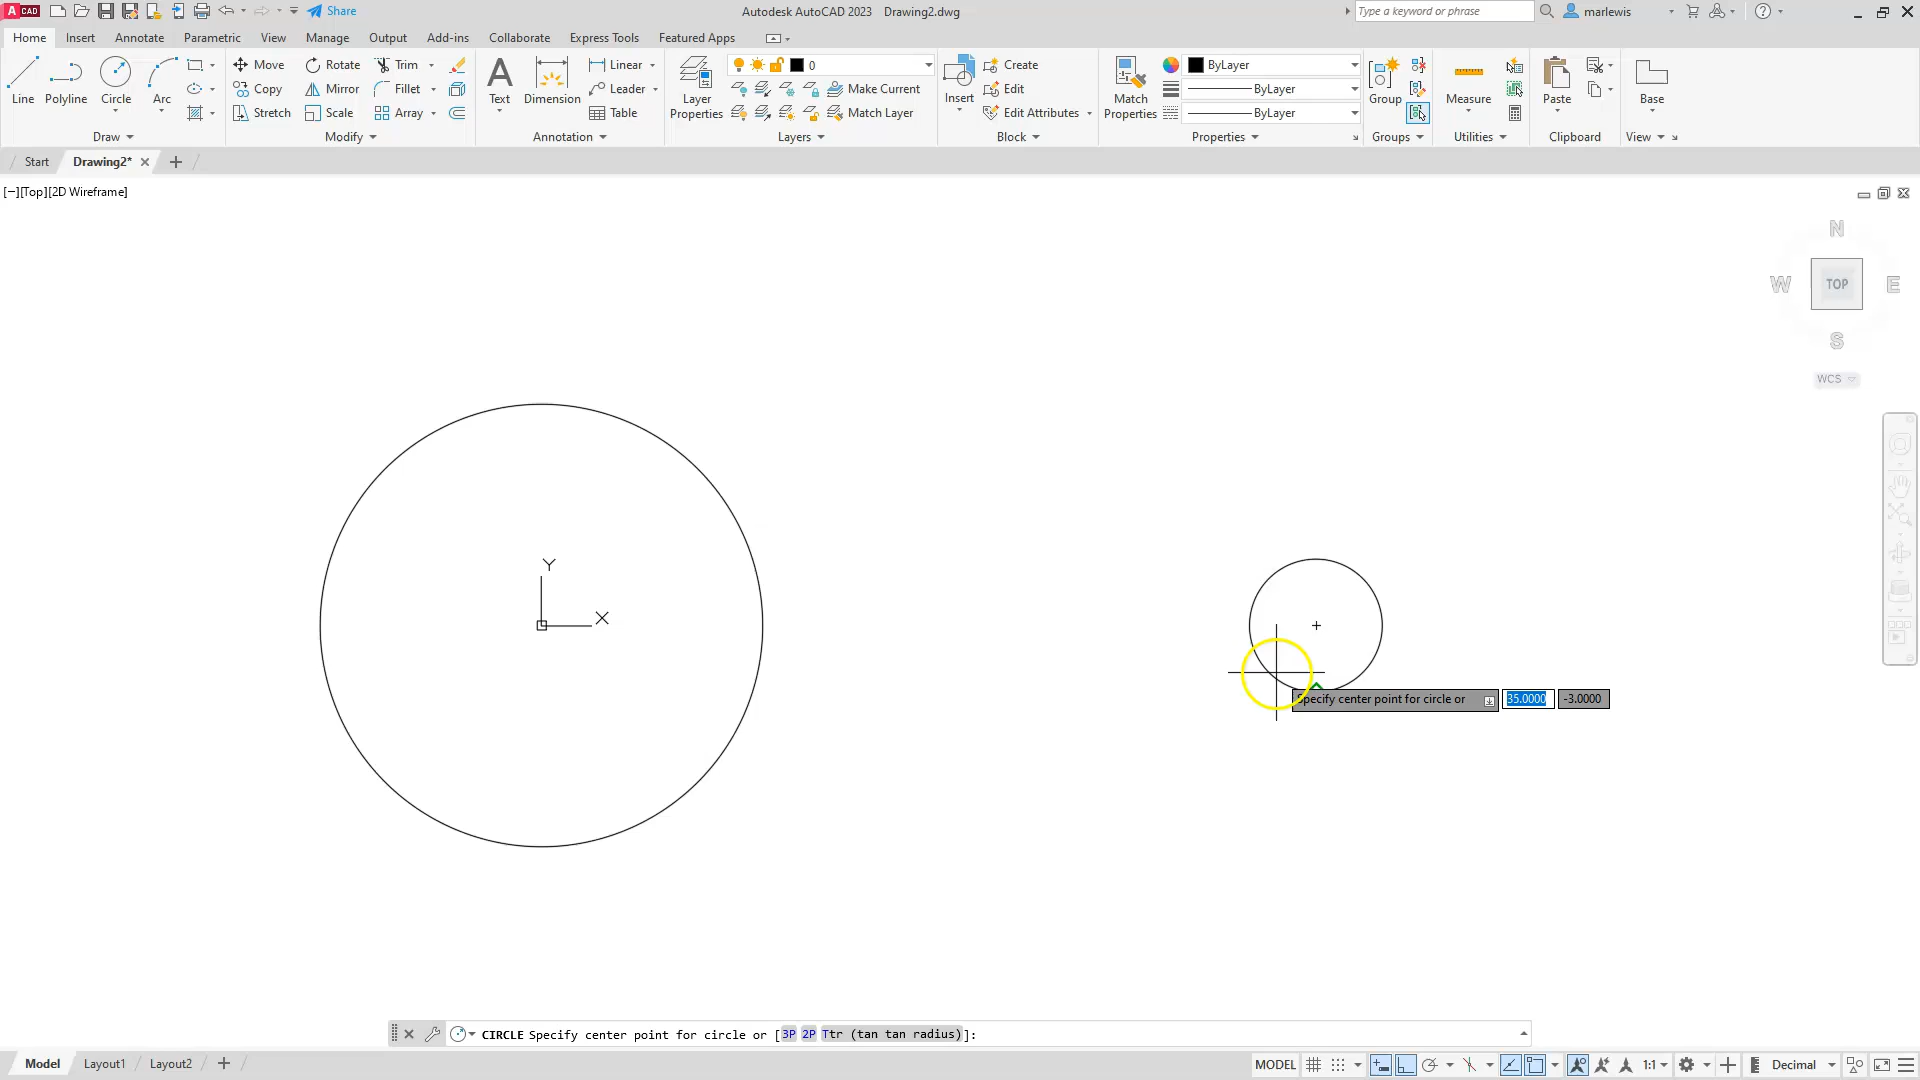 A CAD Share Autodesk AutoCAD 2023 Drawing2.dwg Type a keyword or phrase marlewis
Home Insert Annotate Parametric View Manage Output Add-ins Collaborate Express Tools Featured Apps
Line Polyline Circle Arc
Draw
Move Rotate Trim
Copy Mirror Fillet
Stretch Scale Array
Modify
Text Dimension
Linear
Leader
Table
Annotation
Layer Properties
0
Make Current
Match Layer
Layers
Insert
Create
Edit
Edit Attributes
Block
Match Properties
ByLayer
ByLayer
ByLayer
Properties
Group
Groups
Measure
Utilities
Paste
Clipboard
Base
View
Start Drawing2*
[−][Top][2D Wireframe]
N
W TOP E
S
WCS
Y
X
Specify center point for circle or 35.0000 -3.0000
CIRCLE Specify center point for circle or [3P 2P Ttr (tan tan radius)]:
Model Layout1 Layout2 MODEL 1:1 Decimal